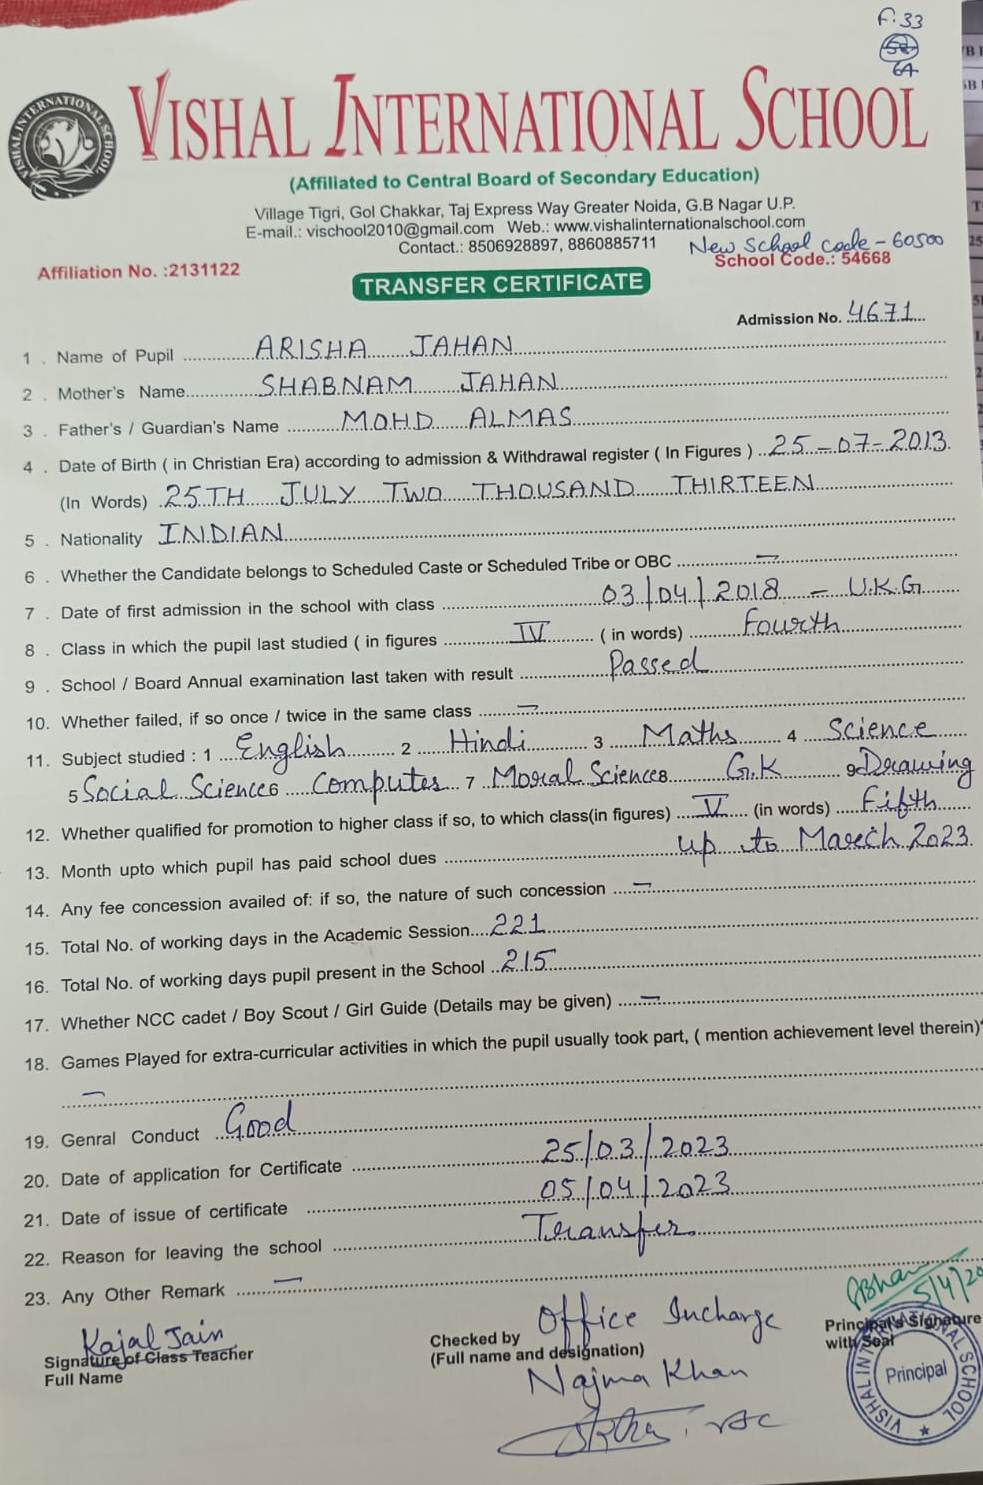 F. 33
64
VISHAL INTERNATIONAL SCHOOL
VISHAL INTERNATIONAL SCHOOL
(Affiliated to Central Board of Secondary Education)
Village Tigri, Gol Chakkar, Taj Express Way Greater Noida, G.B Nagar U.P.
E-mail.: vischool2010@gmail.com Web.: www.vishalinternationalschool.com
Contact.: 8506928897, 8860885711 New School code - 60500
Affiliation No. :2131122 School Code.: 54668
TRANSFER CERTIFICATE
Admission No. 4671
1 . Name of Pupil ARISHA JAHAN
2 . Mother's Name SHABNAM JAHAN
3 . Father's / Guardian's Name MOHD ALMAS
4 . Date of Birth ( in Christian Era) according to admission & Withdrawal register ( In Figures ) 25-07-2013
(In Words) 25TH JULY TWO THOUSAND THIRTEEN
5 . Nationality INDIAN
6 . Whether the Candidate belongs to Scheduled Caste or Scheduled Tribe or OBC —
7 . Date of first admission in the school with class 03/04/2018 - U.K.G
8 . Class in which the pupil last studied ( in figures IV ( in words) Fourth
9 . School / Board Annual examination last taken with result Passed
10. Whether failed, if so once / twice in the same class —
11. Subject studied : 1 English 2 Hindi 3 Maths 4 Science
5 Social Science 6 Computer 7 Moral Science 8 G.K 9 Drawing
12. Whether qualified for promotion to higher class if so, to which class(in figures) V (in words) Fifth
13. Month upto which pupil has paid school dues up to March 2023
14. Any fee concession availed of: if so, the nature of such concession —
15. Total No. of working days in the Academic Session 221
16. Total No. of working days pupil present in the School 215
17. Whether NCC cadet / Boy Scout / Girl Guide (Details may be given) —
18. Games Played for extra-curricular activities in which the pupil usually took part, ( mention achievement level therein)
—
19. Genral Conduct Good
20. Date of application for Certificate 25/03/2023
21. Date of issue of certificate 05/04/2023
22. Reason for leaving the school Transfer
23. Any Other Remark —
5/4/20
Kajal Jain
Signature of Class Teacher
Full Name
Checked by Office Incharge
(Full name and designation)
Najma Khan
Principal's Signature
with Seal
VISHAL INTERNATIONAL SCHOOL
Principal